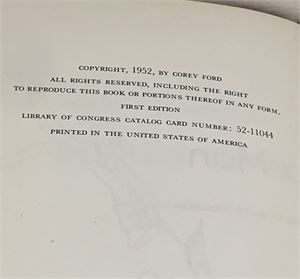 COPYRIGHT, 1952, BY COREY FORD
ALL RIGHTS RESERVED, INCLUDING THE RIGHT
TO REPRODUCE THIS BOOK OR PORTIONS THEREOF IN ANY FORM.
FIRST EDITION
LIBRARY OF CONGRESS CATALOG CARD NUMBER: 52-11044
PRINTED IN THE UNITED STATES OF AMERICA